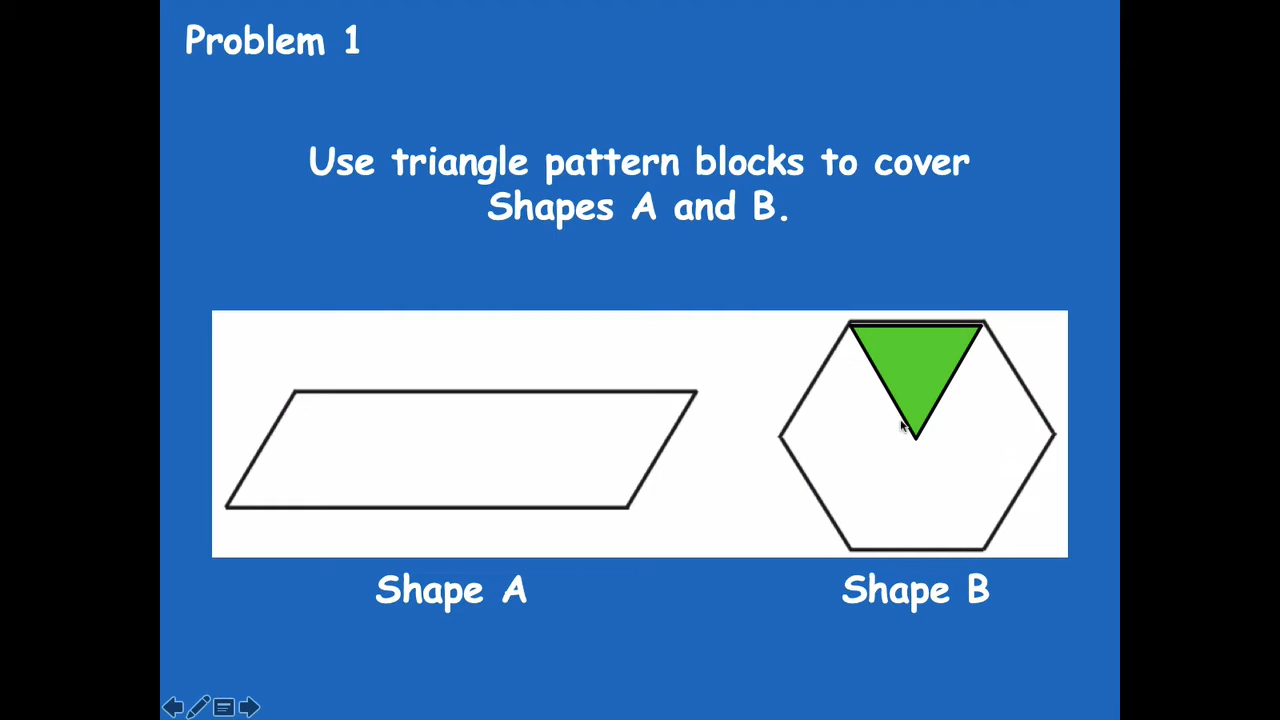 Problem 1
Use triangle pattern blocks to cover
Shapes A and B.
Shape A
Shape B